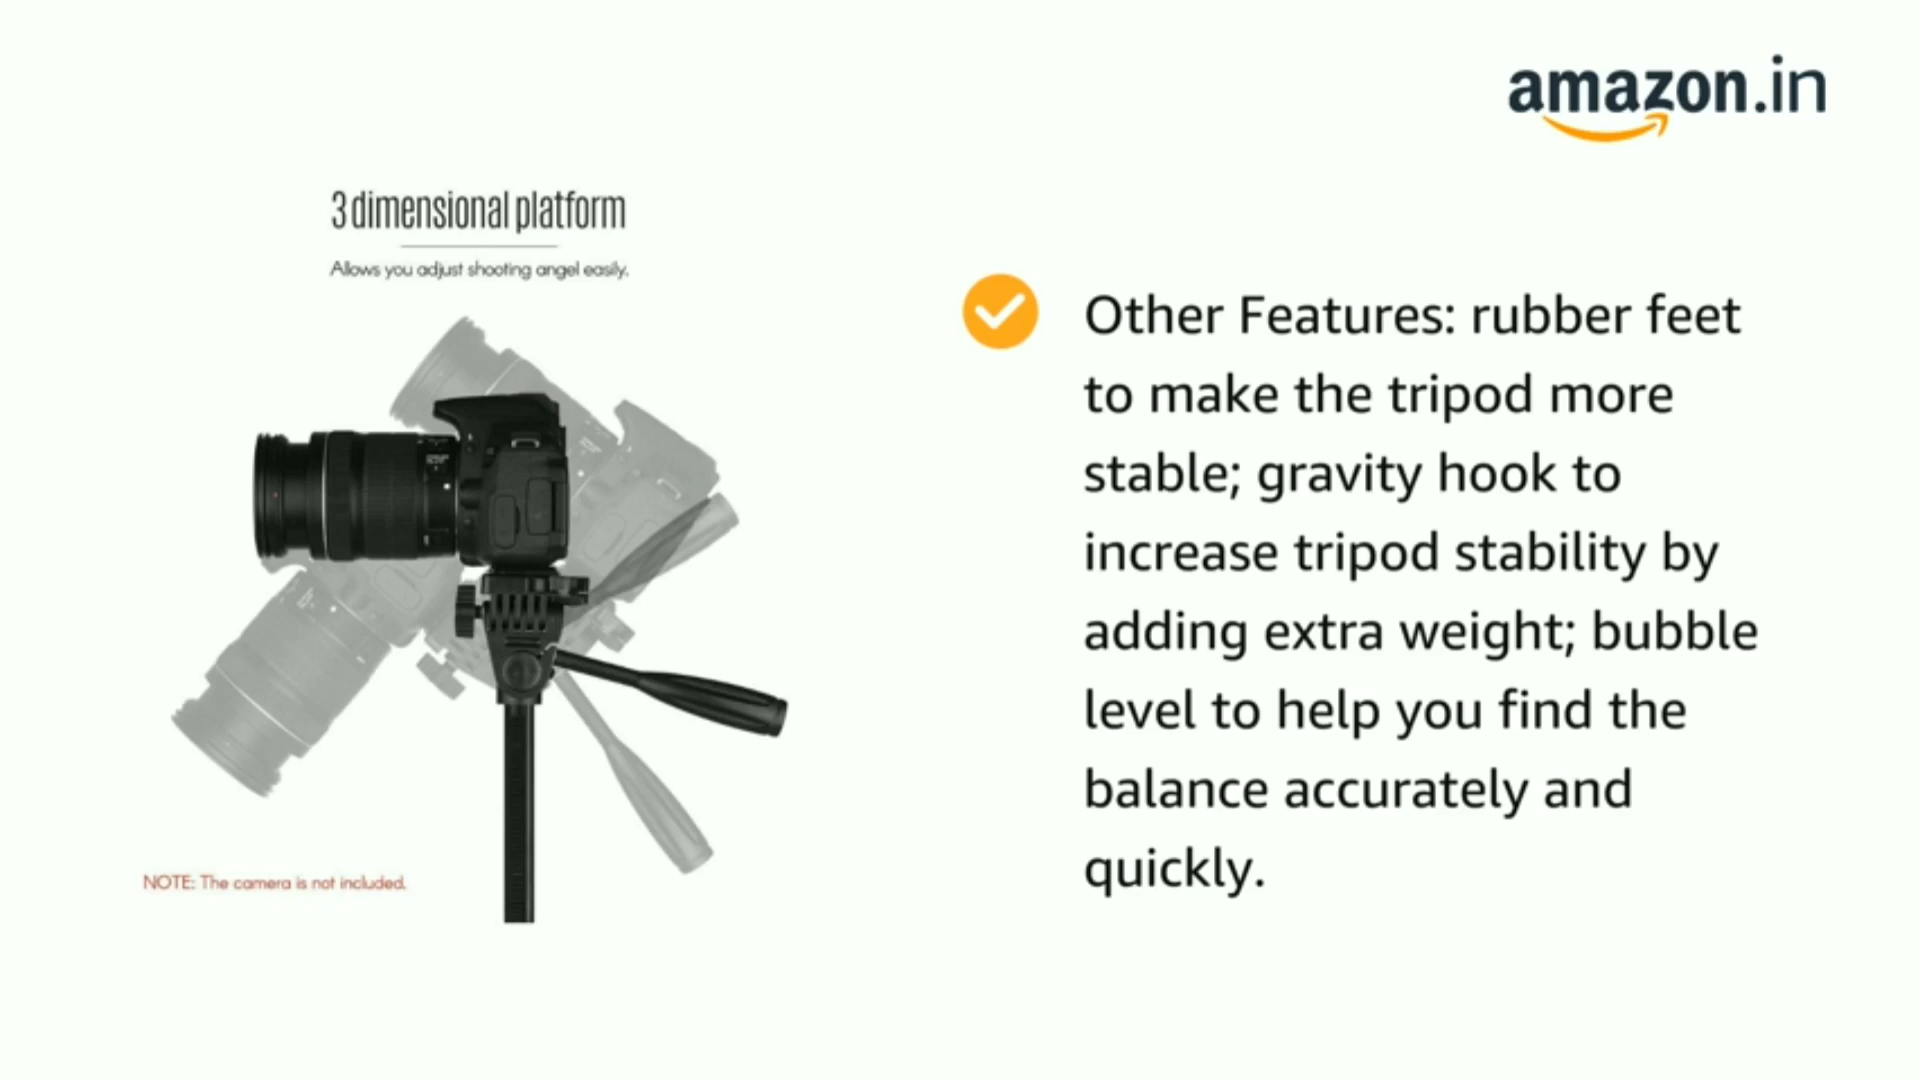 amazon.in
3 dimensional platform
Allows you adjust shooting angel easily.
Other Features: rubber feet
to make the tripod more
stable; gravity hook to
increase tripod stability by
adding extra weight; bubble
level to help you find the
balance accurately and
quickly.
NOTE: The camera is not included.